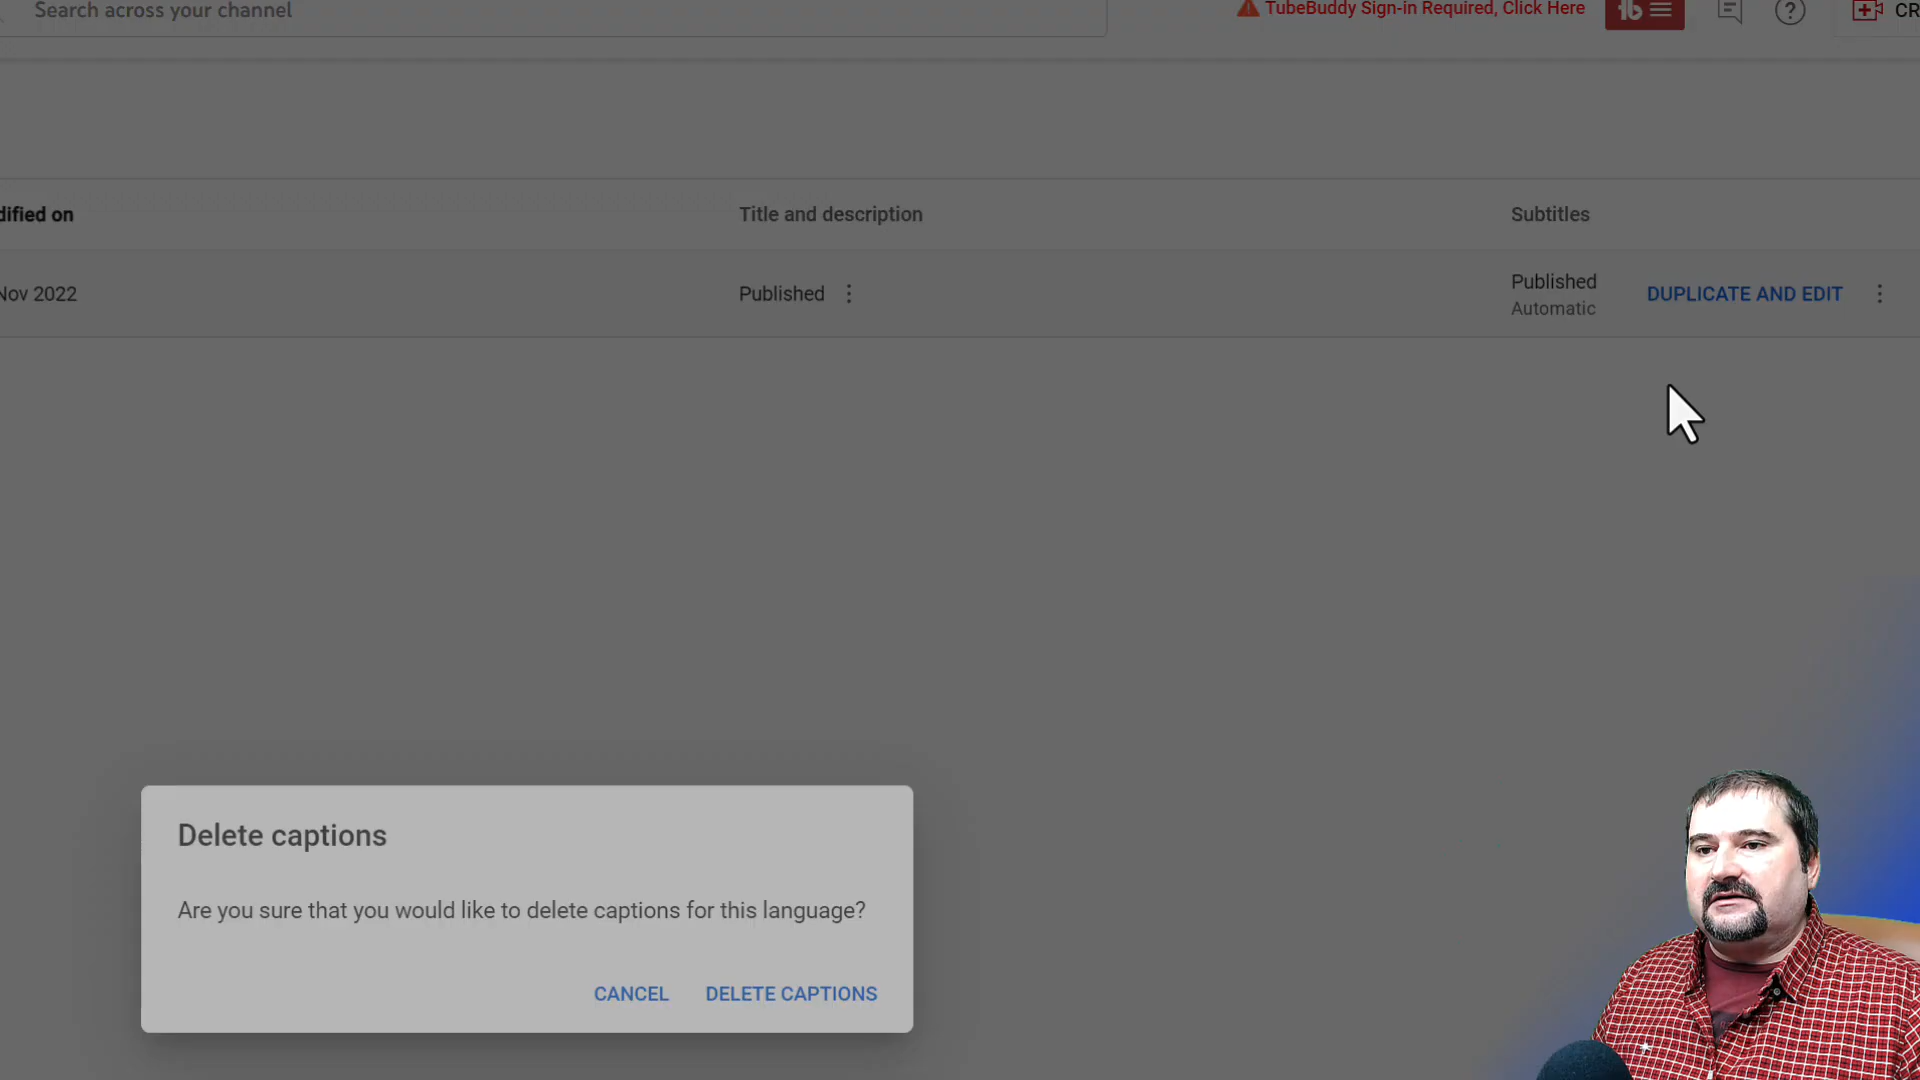 Search across your channel
TubeBuddy Sign-in Required, Click Here
tb
CR
dified on
Title and description
Subtitles
Nov 2022
Published
Published
Automatic
DUPLICATE AND EDIT
Delete captions
Are you sure that you would like to delete captions for this language?
CANCEL
DELETE CAPTIONS